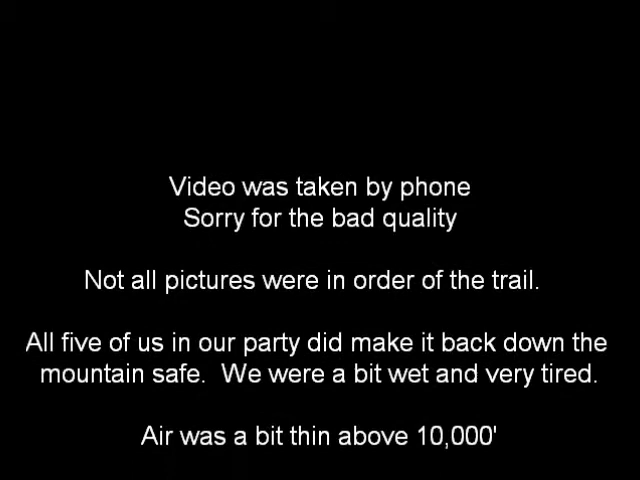 Video was taken by phone
Sorry for the bad quality
Not all pictures were in order of the trail.
All five of us in our party did make it back down the
mountain safe.  We were a bit wet and very tired.
Air was a bit thin above 10,000'